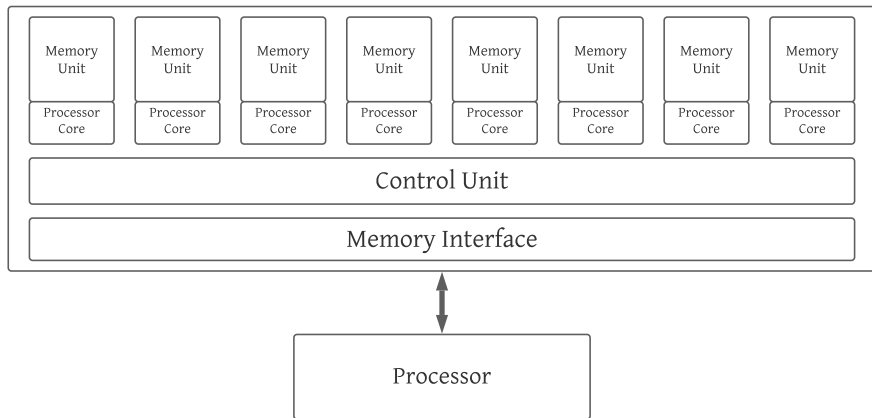 Memory
Unit
Memory
Unit
Memory
Unit
Memory
Unit
Memory
Unit
Memory
Unit
Memory
Unit
Memory
Unit
Processor
Core
Processor
Core
Processor
Core
Processor
Core
Processor
Core
Processor
Core
Processor
Core
Processor
Core
Control Unit
Memory Interface
Processor